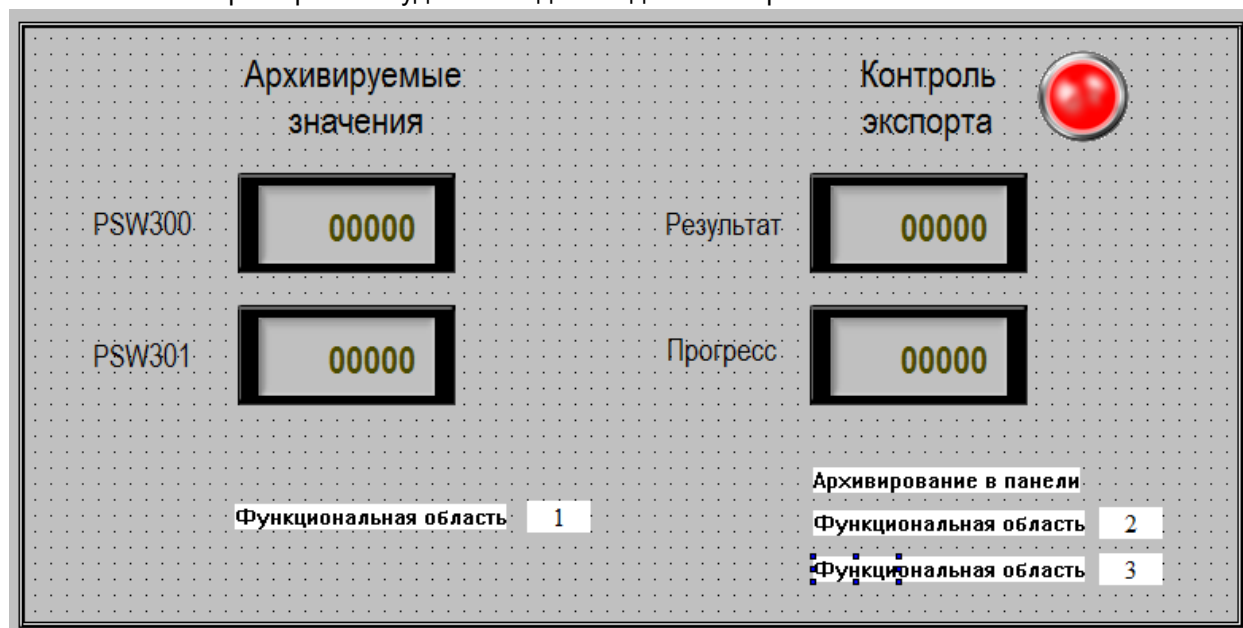 Архивируемые
значения
Контроль
экспорта
PSW300
00000
Результат
00000
PSW301
00000
Прогресс
00000
Архивирование в панели
Функциональная область 1
Функциональная область 2
Функциональная область 3